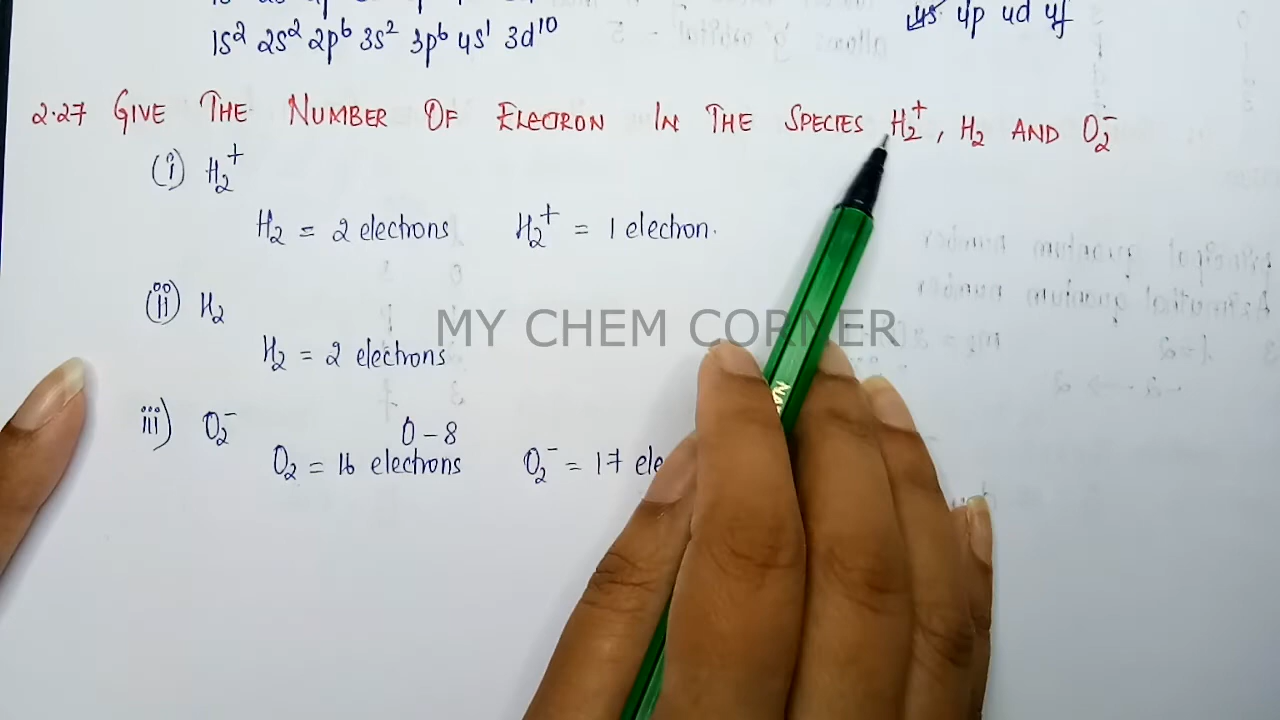 1s² 2s² 2p⁶ 3s² 3p⁶ 4s¹ 3d¹⁰
4s 4p 4d 4f
2.27 GIVE THE NUMBER OF ELECTRON IN THE SPECIES H₂⁺, H₂ AND O₂⁻
(i) H₂⁺
H₂ = 2 electrons H₂⁺ = 1 electron.
(ii) H₂
MY CHEM CORNER
H₂ = 2 electrons
iii) O₂⁻
O - 8
O₂ = 16 electrons O₂⁻ = 17 ele